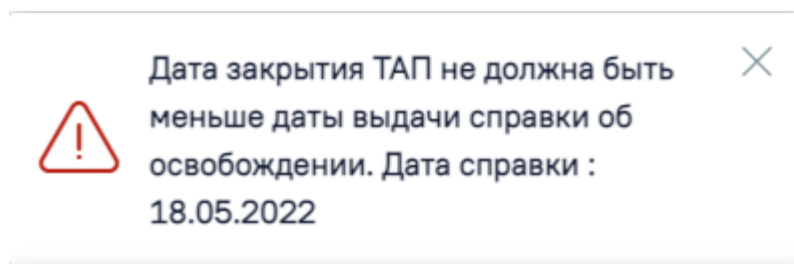 Дата закрытия ТАП не должна быть
меньше даты выдачи справки об
освобождении. Дата справки :
18.05.2022